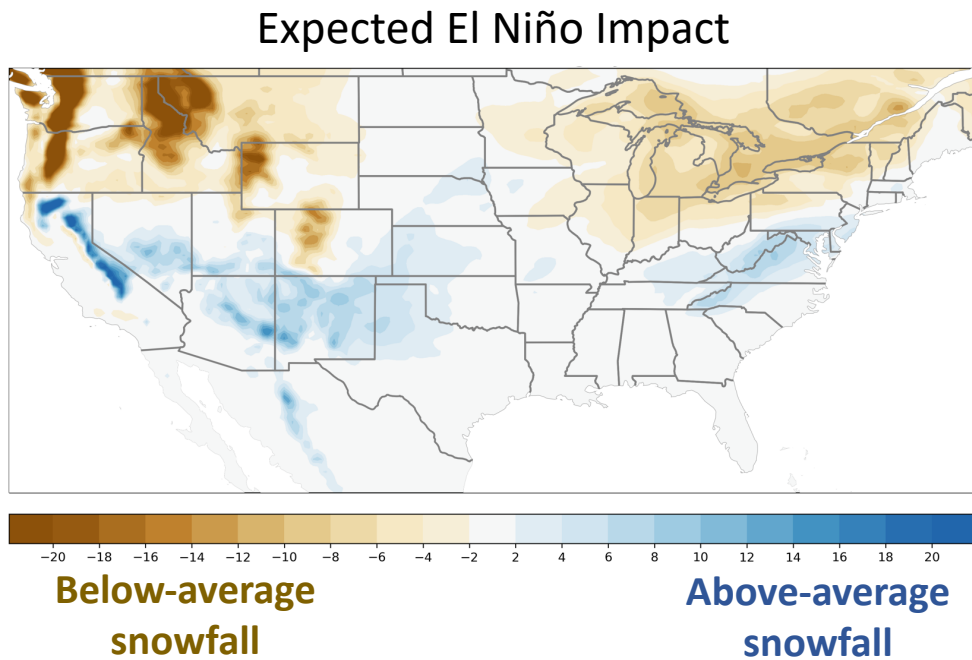 Expected El Niño Impact
−20 −18 −16 −14 −12 −10 −8 −6 −4 −2 2 4 6 8 10 12 14 16 18 20
Below-average Above-average
snowfall snowfall